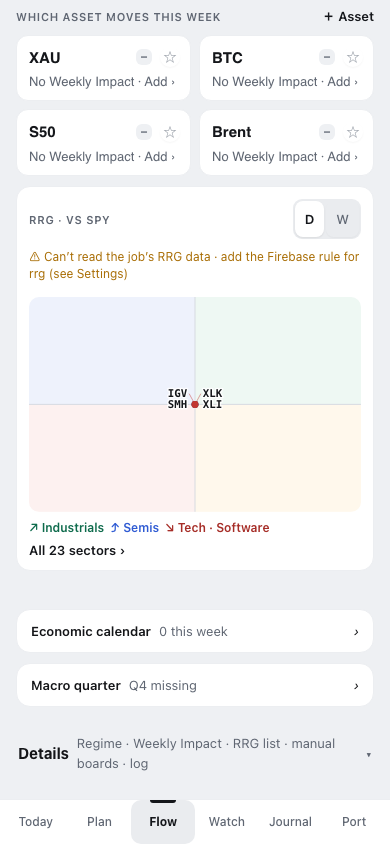 WHICH ASSET MOVES THIS WEEK + Asset
XAU – ☆ BTC – ☆
No Weekly Impact · Add › No Weekly Impact · Add ›
S50 – ☆ Brent – ☆
No Weekly Impact · Add › No Weekly Impact · Add ›
RRG · VS SPY D W
⚠ Can't read the job's RRG data · add the Firebase rule for
rrg (see Settings)
IGV XLK
SMH XLI
↗ Industrials ⤴ Semis ↘ Tech · Software
All 23 sectors ›
Economic calendar 0 this week ›
Macro quarter Q4 missing ›
Details Regime · Weekly Impact · RRG list · manual
boards · log ▾
Today Plan Flow Watch Journal Port